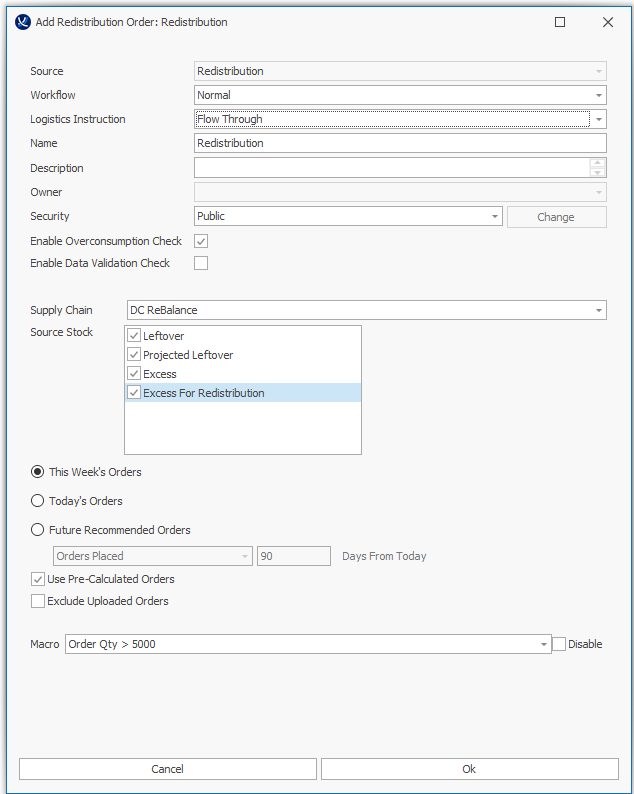 Add Redistribution Order: Redistribution
Source Redistribution
Workflow Normal
Logistics Instruction Flow Through
Name Redistribution
Description
Owner
Security Public Change
Enable Overconsumption Check
Enable Data Validation Check
Supply Chain DC ReBalance
Source Stock Leftover
Projected Leftover
Excess
Excess For Redistribution
This Week's Orders
Today's Orders
Future Recommended Orders
Orders Placed 90 Days From Today
Use Pre-Calculated Orders
Exclude Uploaded Orders
Macro Order Qty > 5000 Disable
Cancel Ok